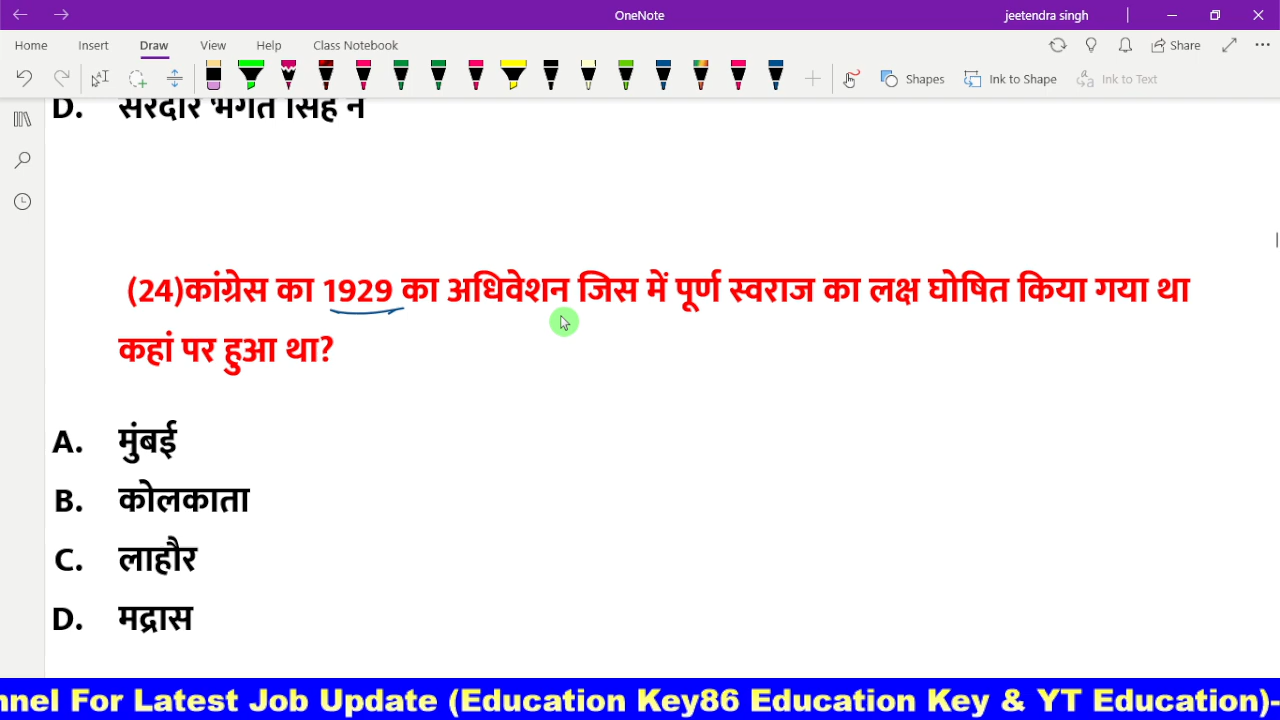 OneNote
jeetendra singh
Home Insert Draw View Help Class Notebook
Share
Shapes Ink to Shape Ink to Text
D. सरदार भगत सिंह ने
(24)कांग्रेस का 1929 का अधिवेशन जिस में पूर्ण स्वराज का लक्ष घोषित किया गया था
कहां पर हुआ था?
A. मुंबई
B. कोलकाता
C. लाहौर
D. मद्रास
nnel For Latest Job Update (Education Key86 Education Key & YT Education)-